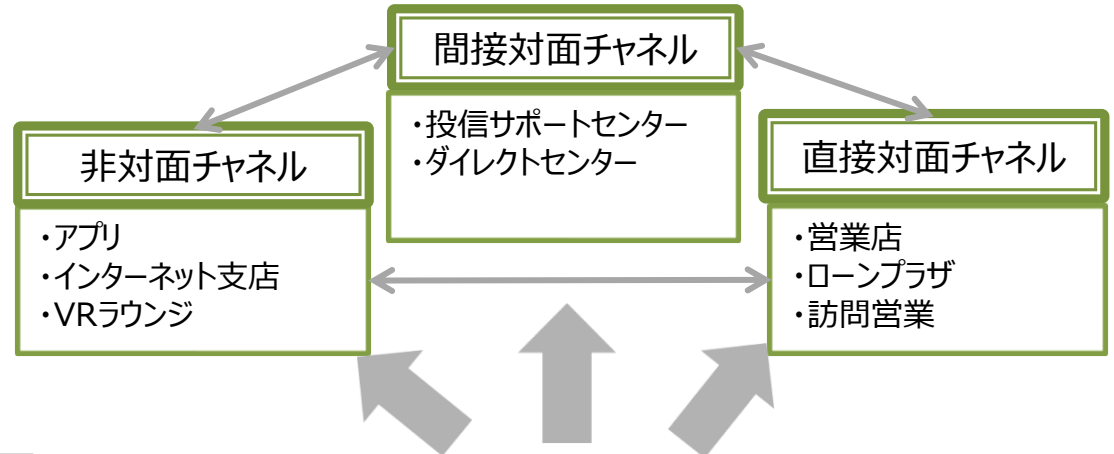 間接対面チャネル
・投信サポートセンター
・ダイレクトセンター
非対面チャネル
・アプリ
・インターネット支店
・VRラウンジ
直接対面チャネル
・営業店
・ローンプラザ
・訪問営業